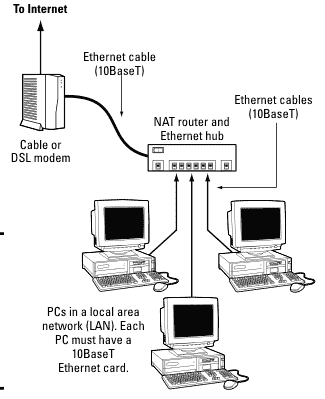 To Internet
Ethernet cable
(10BaseT)
Ethernet cables
(10BaseT)
NAT router and
Ethernet hub
Cable or
DSL modem
PCs in a local area
network (LAN). Each
PC must have a
10BaseT
Ethernet card.